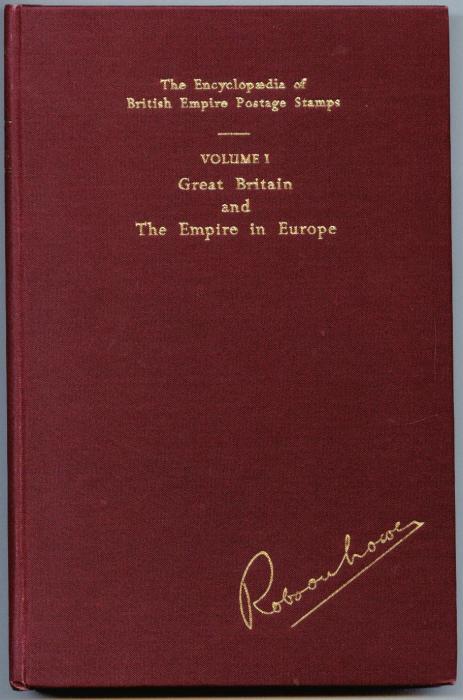 The Encyclopædia of
British Empire Postage Stamps
VOLUME I
Great Britain
and
The Empire in Europe
Robson Lowe